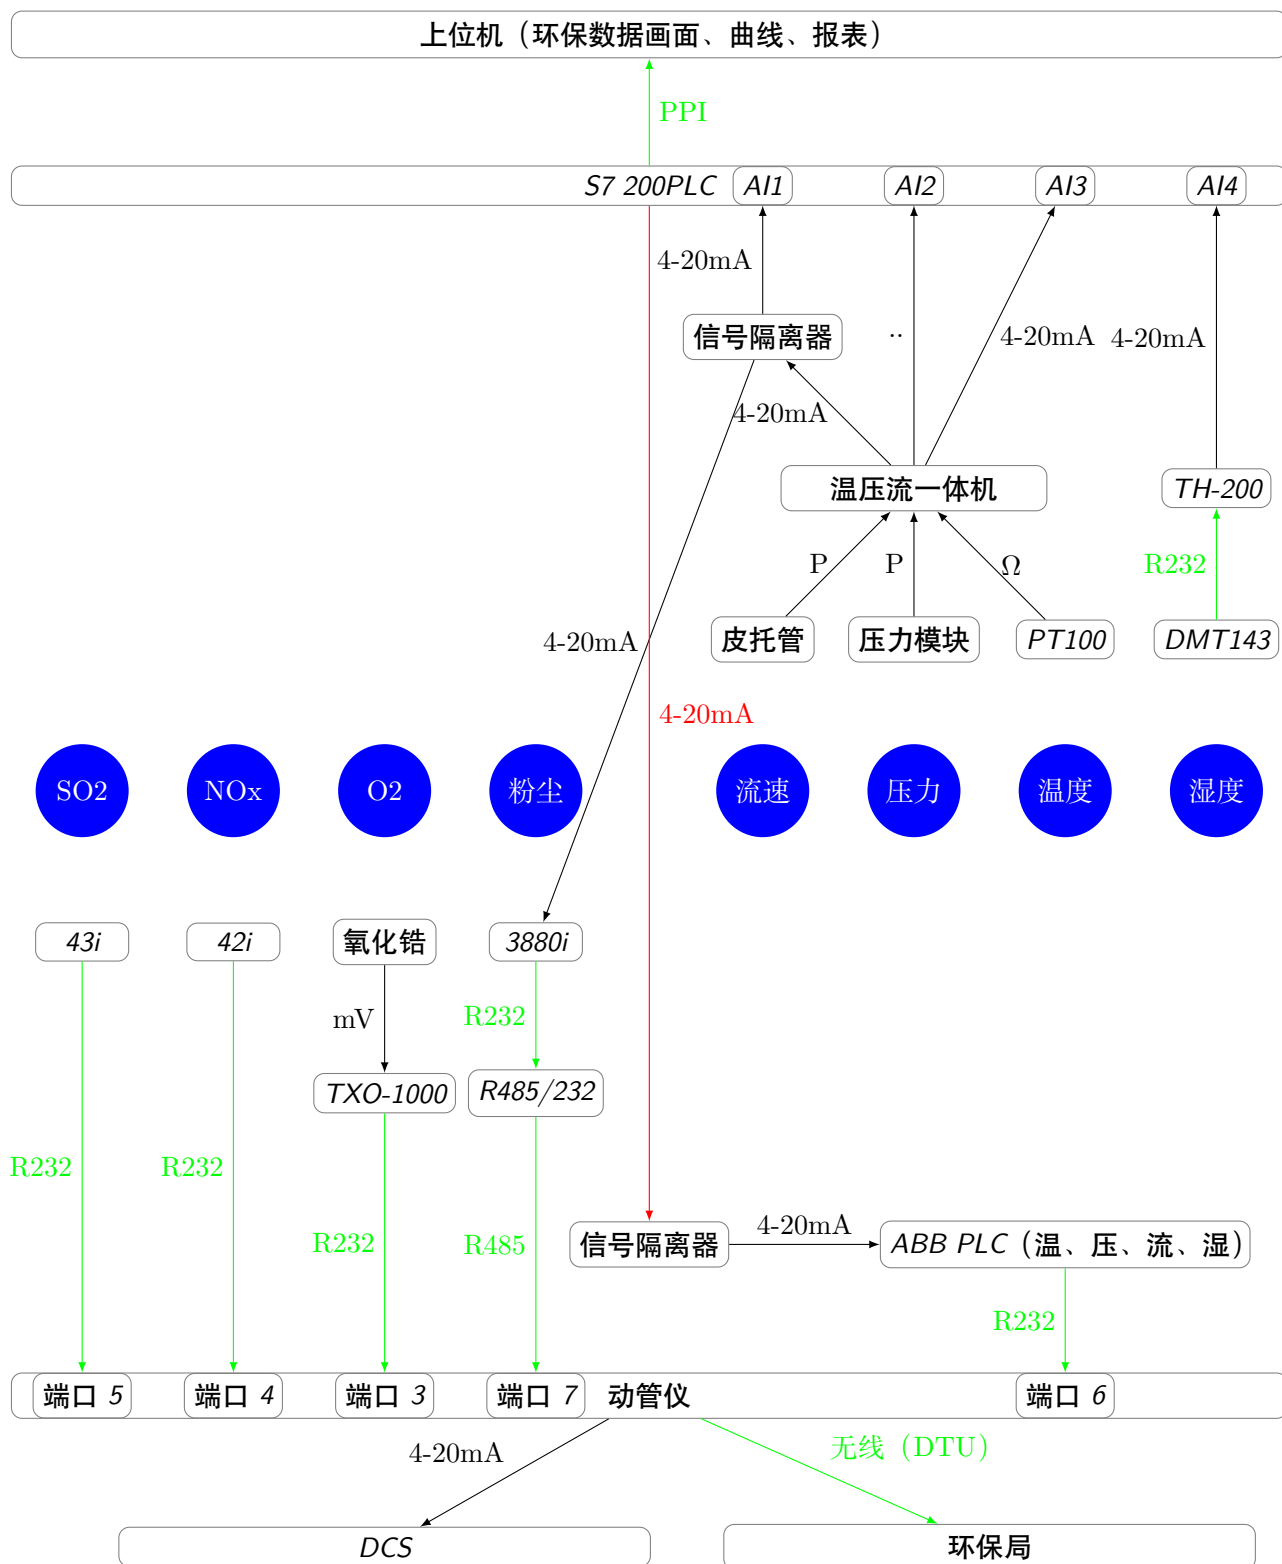 上位机（环保数据画面、曲线、报表）
PPI
S7 200PLC AI1 AI2 AI3 AI4
4-20mA
信号隔离器 .. 4-20mA 4-20mA
4-20mA
温压流一体机 TH-200
P P Ω R232
皮托管 压力模块 PT100 DMT143
4-20mA
4-20mA
SO2 NOx O2 粉尘 流速 压力 温度 湿度
43i 42i 氧化锆 3880i
mV R232
TXO-1000 R485/232
R232 R232
R232 R485 信号隔离器 4-20mA ABB PLC（温、压、流、湿）
R232
端口 5 端口 4 端口 3 端口 7 动管仪 端口 6
4-20mA 无线（DTU）
DCS 环保局